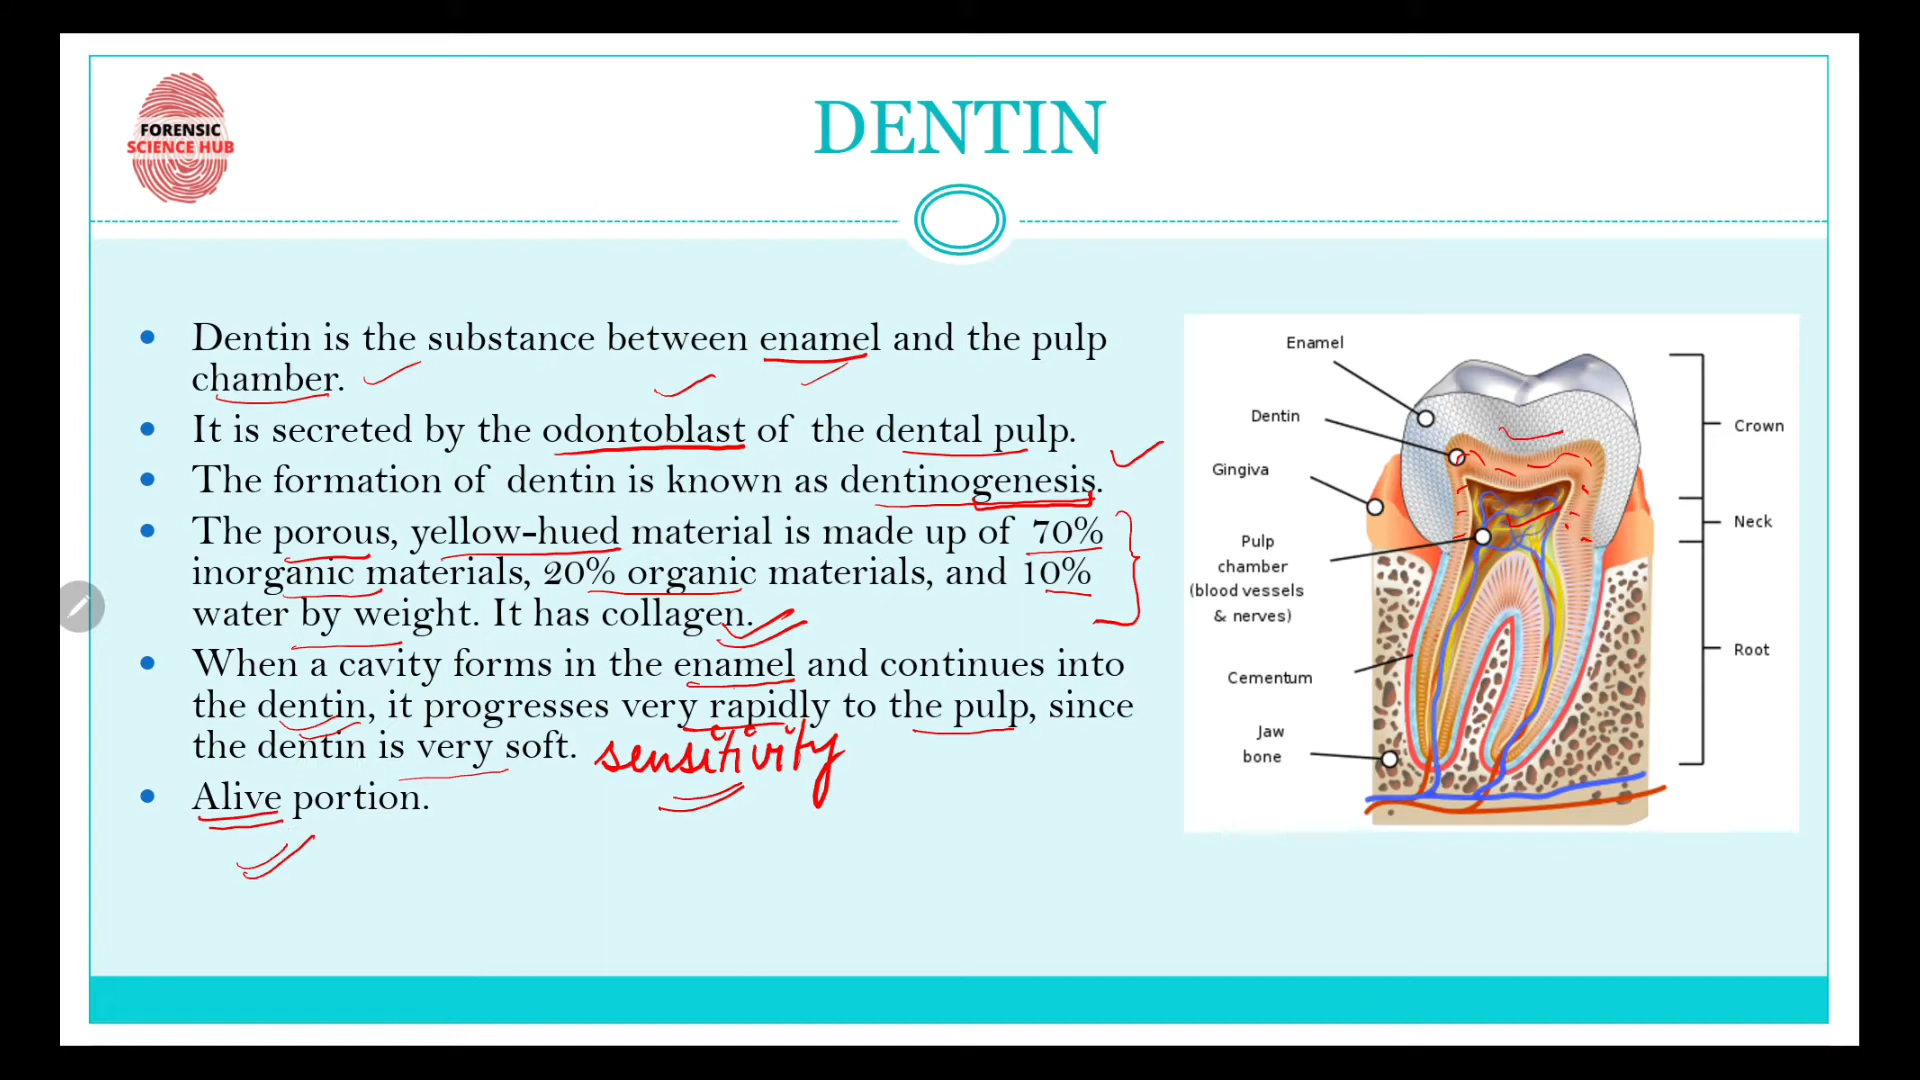 FORENSIC
SCIENCE HUB
DENTIN
• Dentin is the substance between enamel and the pulp
chamber.
• It is secreted by the odontoblast of the dental pulp.
• The formation of dentin is known as dentinogenesis.
• The porous, yellow-hued material is made up of 70%
inorganic materials, 20% organic materials, and 10%
water by weight. It has collagen.
• When a cavity forms in the enamel and continues into
the dentin, it progresses very rapidly to the pulp, since
the dentin is very soft. sensitivity
• Alive portion.
Enamel
Dentin
Gingiva
Pulp
chamber
(blood vessels
& nerves)
Cementum
Jaw
bone
Crown
Neck
Root